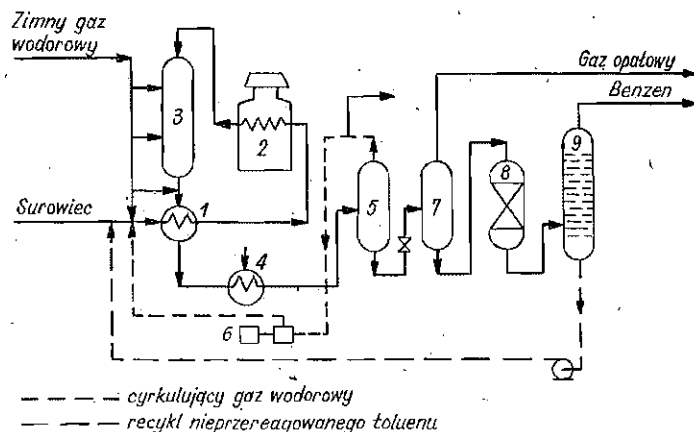 Zimny gaz
wodorowy
Gaz opałowy
Benzen
3
2
9
8
5
7
Surowiec
1
4
6
cyrkulujący gaz wodorowy
recykl nieprzereagowanego toluenu